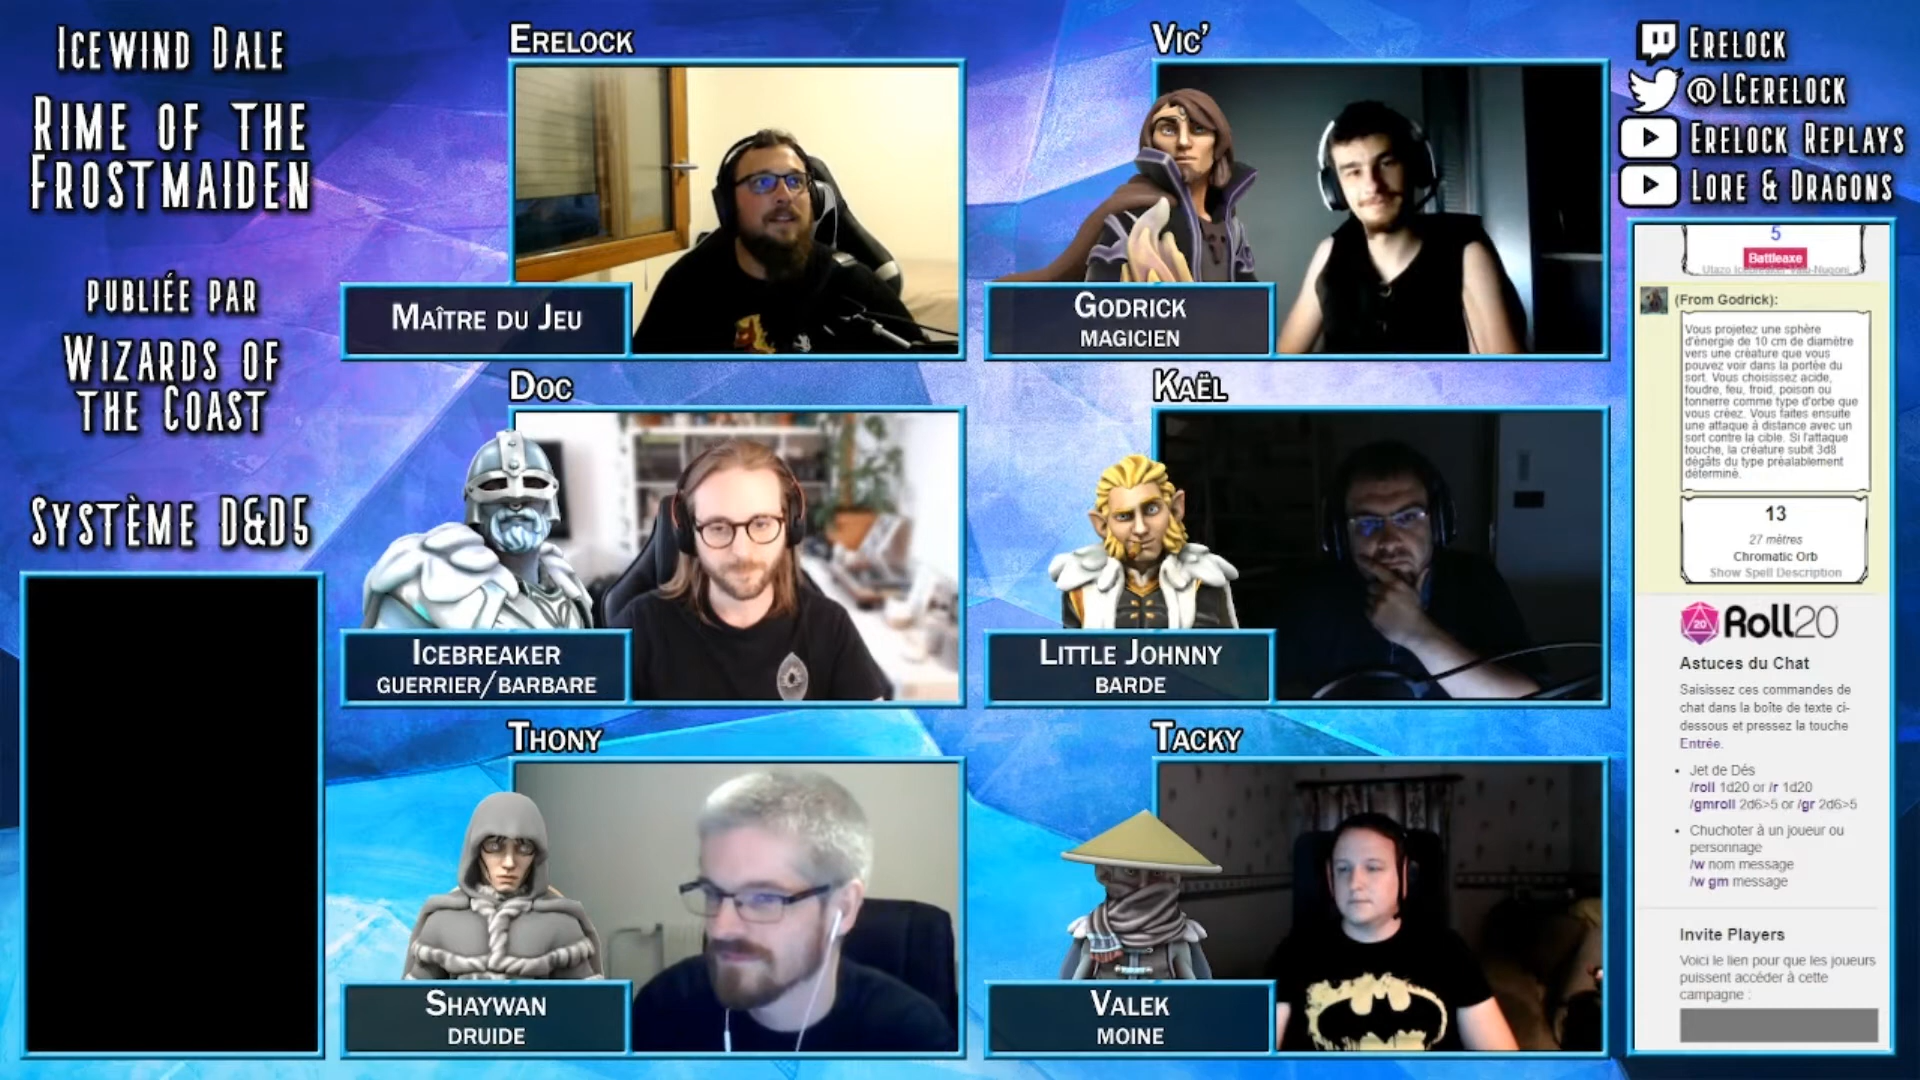 Icewind Dale
Rime of the
Frostmaiden
publiée par
Wizards of
the Coast
Système D&D5
Erelock
Maître du Jeu
Vic'
Godrick
magicien
Doc
Icebreaker
guerrier/barbare
Kaël
Little Johnny
barde
Thony
Shaywan
druide
Tacky
Valek
moine
Erelock
@LCerelock
Erelock Replays
Lore & Dragons
5
Battleaxe
(From Godrick):
Vous projetez une sphère
d'énergie de 10 cm de diamètre
vers une créature que vous
pouvez voir dans la portée du
sort. Vous choisissez acide,
foudre, feu, froid, poison ou
tonnerre comme type d'orbe que
vous créez. Vous faites ensuite
une attaque à distance avec un
sort contre la cible. Si l'attaque
touche, la créature subit 3d8
dégâts du type préalablement
déterminé.
13
27 mètres
Chromatic Orb
Show Spell Description
20 Roll20
Astuces du Chat
Saisissez ces commandes de
chat dans la boîte de texte ci-
dessous et pressez la touche
Entrée.
• Jet de Dés
/roll 1d20 or /r 1d20
/gmroll 2d6>5 or /gr 2d6>5
• Chuchoter à un joueur ou
personnage
/w nom message
/w gm message
Invite Players
Voici le lien pour que les joueurs
puissent accéder à cette
campagne :